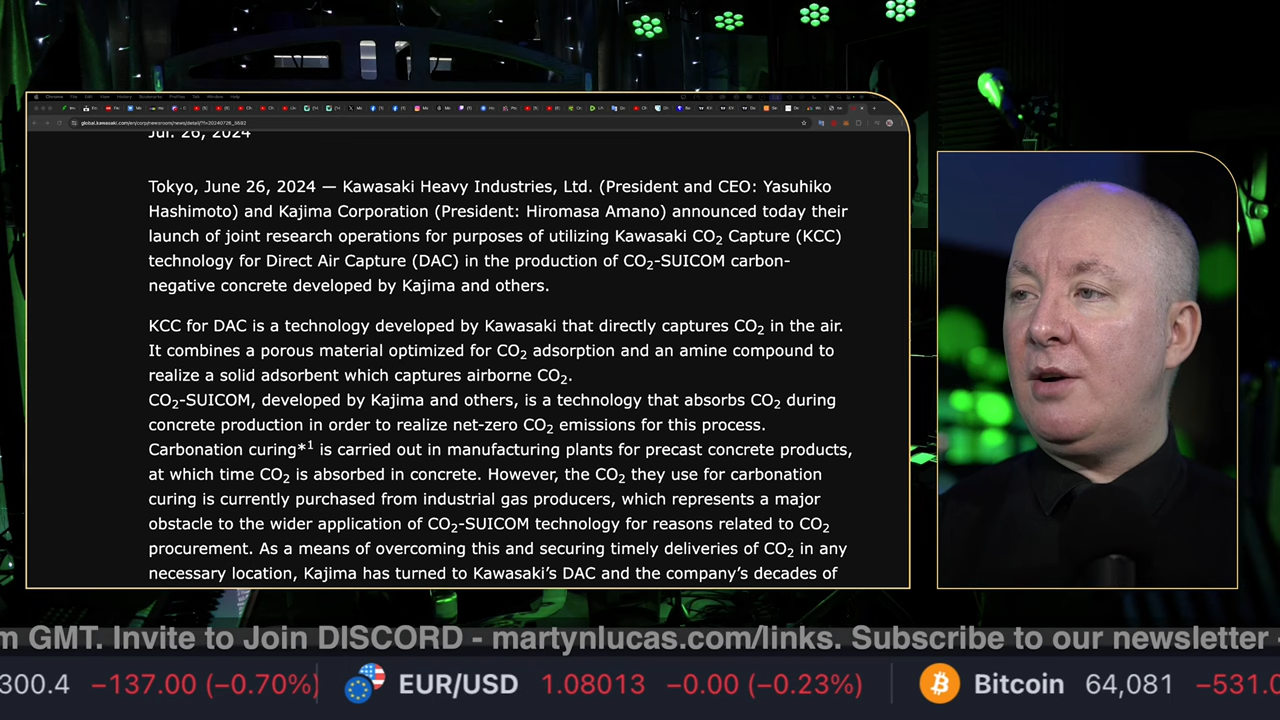 global.kawasaki.com/en/corp/newsroom/news/detail/?f=20240726_5692
Jul. 26, 2024
Tokyo, June 26, 2024 — Kawasaki Heavy Industries, Ltd. (President and CEO: Yasuhiko
Hashimoto) and Kajima Corporation (President: Hiromasa Amano) announced today their
launch of joint research operations for purposes of utilizing Kawasaki CO₂ Capture (KCC)
technology for Direct Air Capture (DAC) in the production of CO₂-SUICOM carbon-
negative concrete developed by Kajima and others.
KCC for DAC is a technology developed by Kawasaki that directly captures CO₂ in the air.
It combines a porous material optimized for CO₂ adsorption and an amine compound to
realize a solid adsorbent which captures airborne CO₂.
CO₂-SUICOM, developed by Kajima and others, is a technology that absorbs CO₂ during
concrete production in order to realize net-zero CO₂ emissions for this process.
Carbonation curing*¹ is carried out in manufacturing plants for precast concrete products,
at which time CO₂ is absorbed in concrete. However, the CO₂ they use for carbonation
curing is currently purchased from industrial gas producers, which represents a major
obstacle to the wider application of CO₂-SUICOM technology for reasons related to CO₂
procurement. As a means of overcoming this and securing timely deliveries of CO₂ in any
necessary location, Kajima has turned to Kawasaki's DAC and the company's decades of
m GMT. Invite to Join DISCORD - martynlucas.com/links. Subscribe to our newsletter -
300.4 −137.00 (−0.70%) EUR/USD 1.08013 −0.00 (−0.23%) Bitcoin 64,081 −531.0